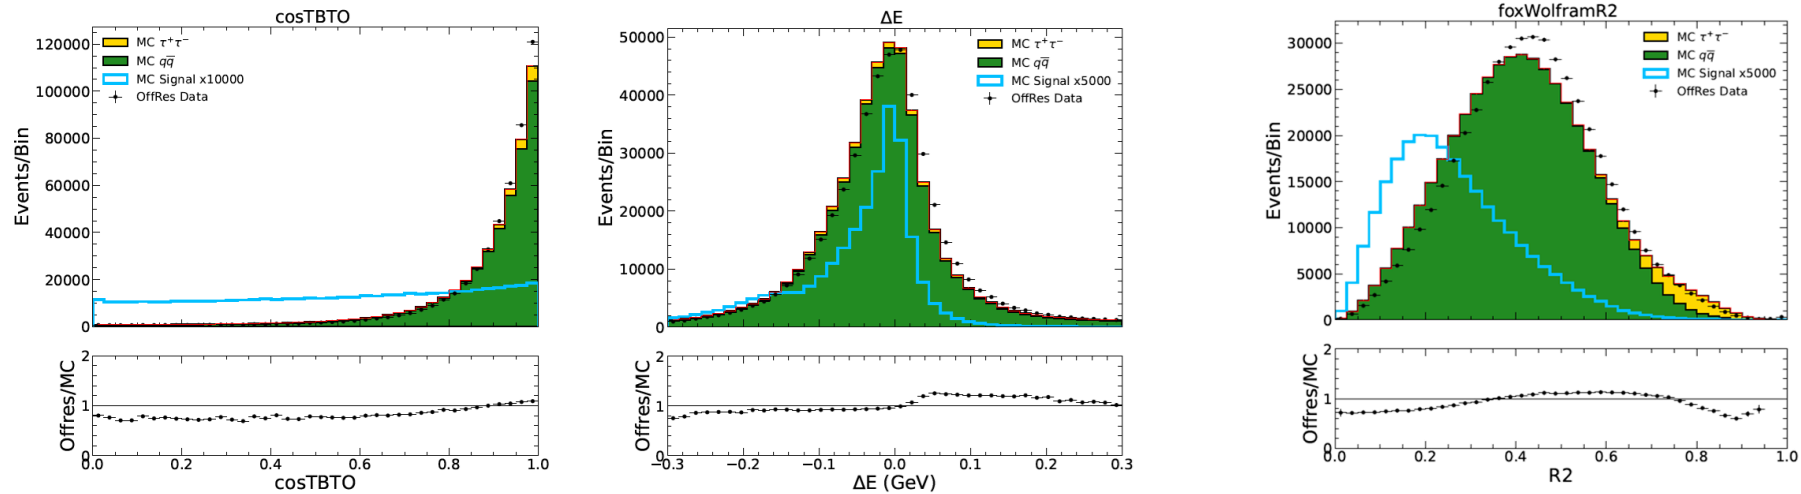 cosTBTO
MC τ⁺τ⁻
MC qq̅
MC Signal x10000
OffRes Data
Events/Bin
120000
100000
80000
60000
40000
20000
0
Offres/MC
2
1
0
0.0 0.2 0.4 0.6 0.8 1.0
cosTBTO
ΔE
MC τ⁺τ⁻
MC qq̅
MC Signal x5000
OffRes Data
Events/Bin
50000
40000
30000
20000
10000
0
Offres/MC
2
1
0
−0.3 −0.2 −0.1 0.0 0.1 0.2 0.3
ΔE (GeV)
foxWolframR2
MC τ⁺τ⁻
MC qq̅
MC Signal x5000
OffRes Data
Events/Bin
30000
25000
20000
15000
10000
5000
0
Offres/MC
2
1
0
0.0 0.2 0.4 0.6 0.8 1.0
R2